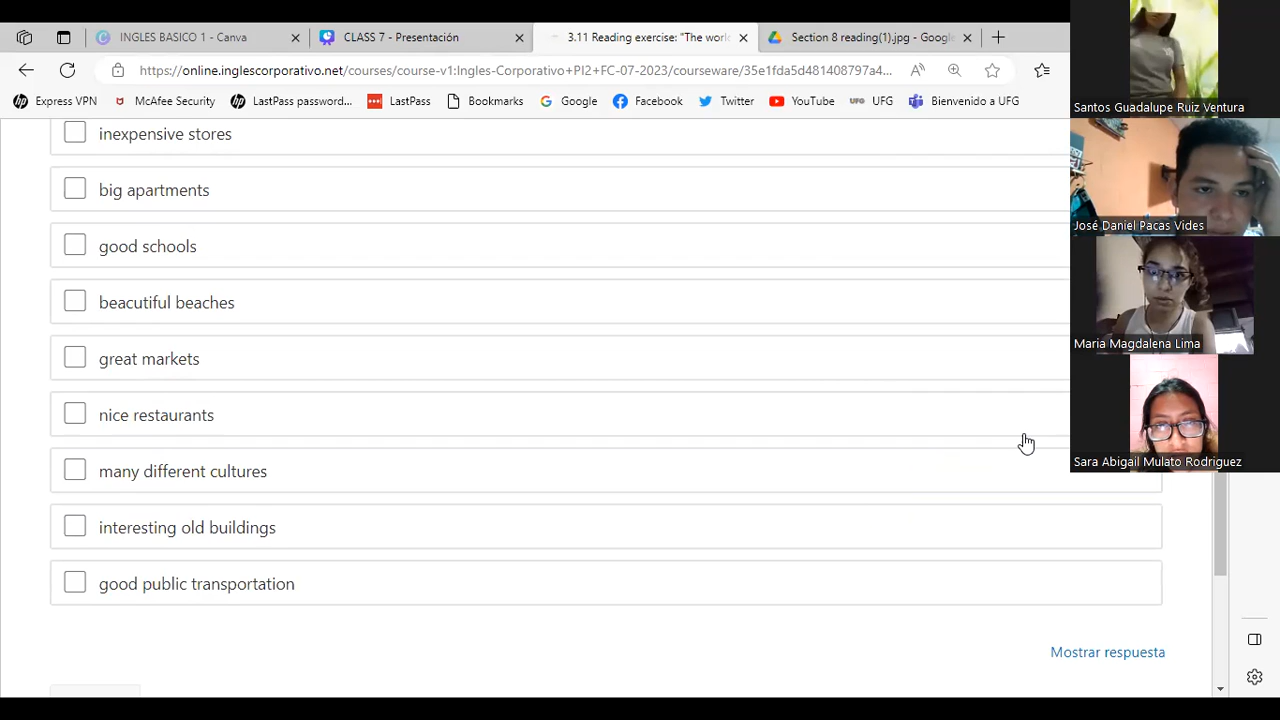 INGLES BASICO 1 - Canva
CLASS 7 - Presentación
3.11 Reading exercise: "The worl
Section 8 reading(1).jpg - Google
https://online.inglescorporativo.net/courses/course-v1:Ingles-Corporativo+PI2+FC-07-2023/courseware/35e1fda5d481408797a4...
Express VPN
McAfee Security
LastPass password...
LastPass
Bookmarks
Google
Facebook
Twitter
YouTube
UFG
UFG
Bienvenido a UFG
inexpensive stores
big apartments
good schools
beacutiful beaches
great markets
nice restaurants
many different cultures
interesting old buildings
good public transportation
Mostrar respuesta
Santos Guadalupe Ruiz Ventura
José Daniel Pacas Vides
Maria Magdalena Lima
Sara Abigail Mulato Rodriguez